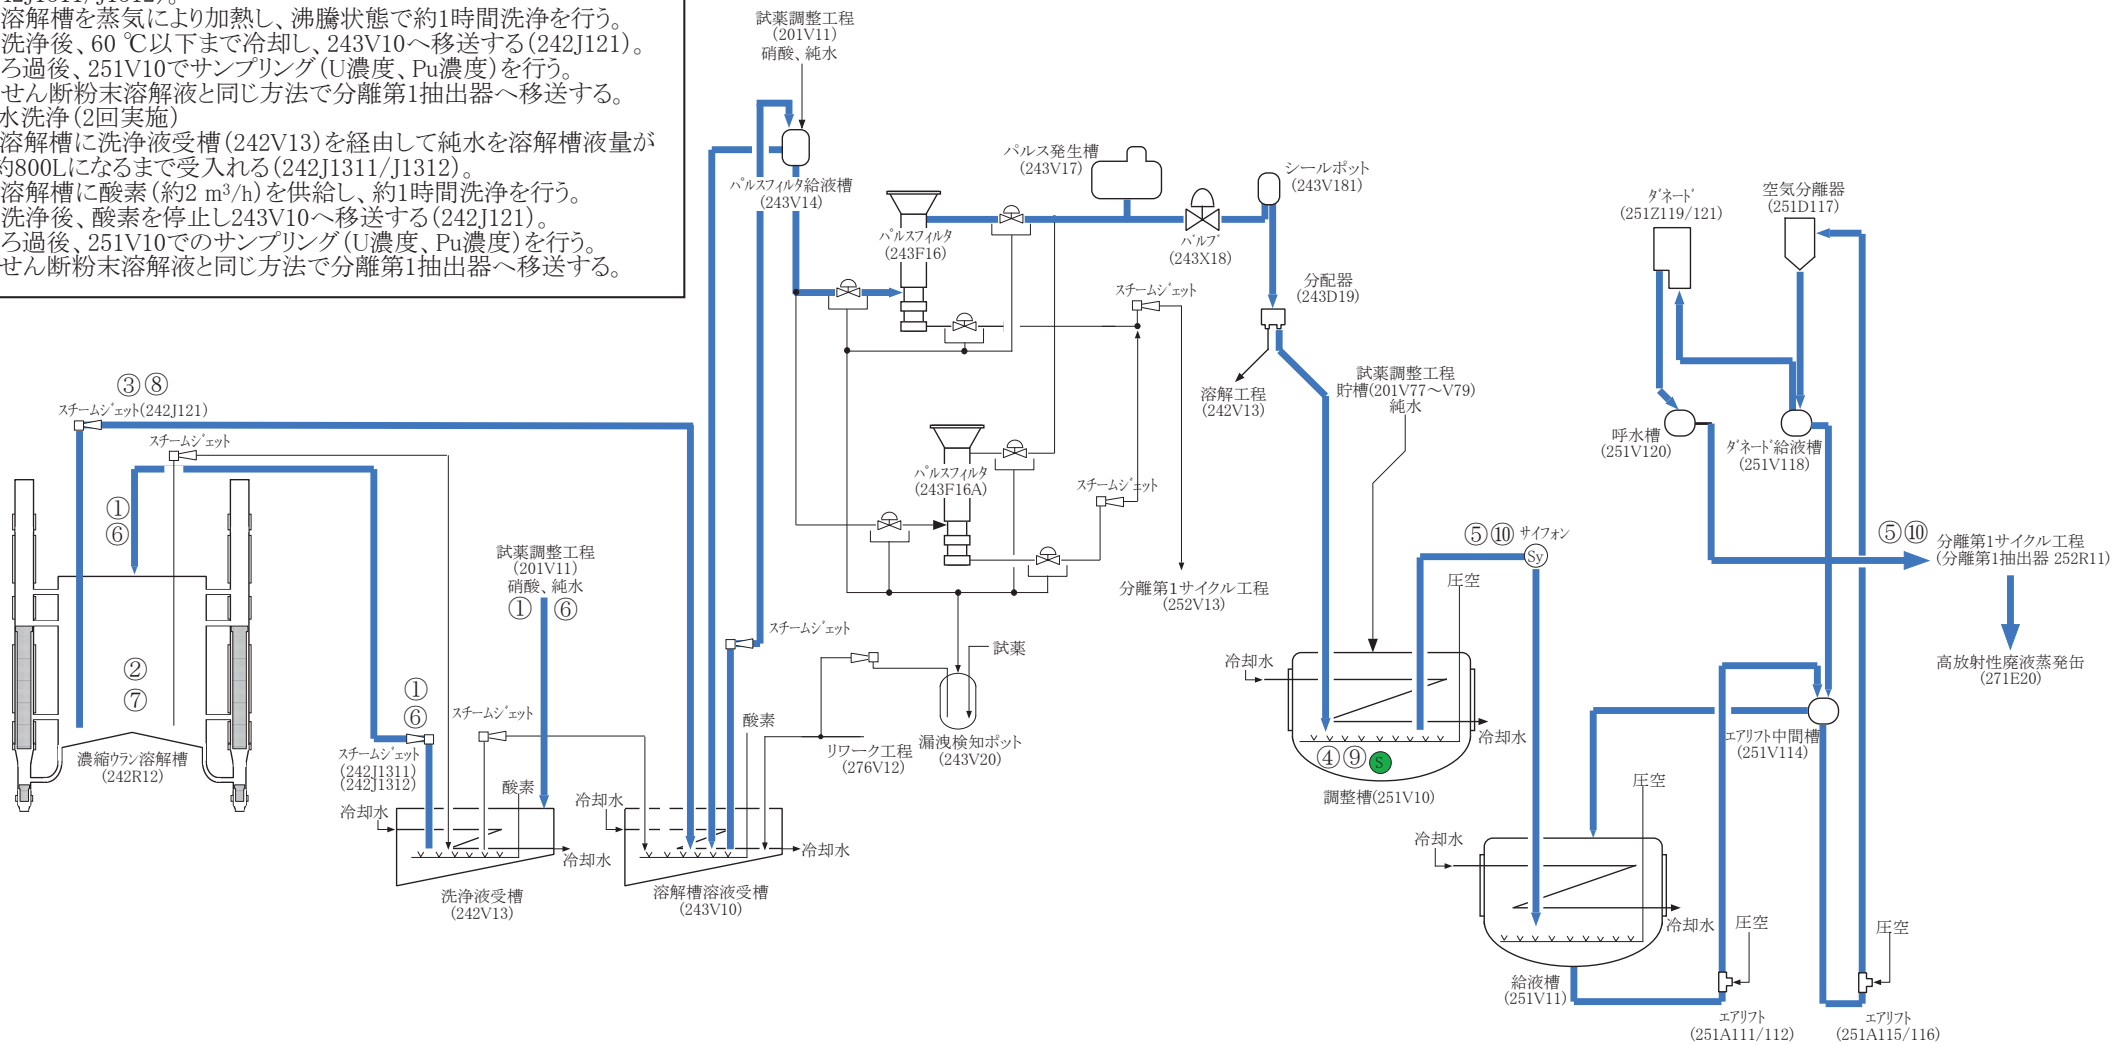 溶解槽を蒸気により加熱し、沸騰状態で約1時間洗浄を行う。
洗浄後、60 ℃以下まで冷却し、243V10へ移送する(242J121)。
ろ過後、251V10でサンプリング(U濃度、Pu濃度)を行う。
せん断粉末溶解液と同じ方法で分離第1抽出器へ移送する。
水洗浄(2回実施)
溶解槽に洗浄液受槽(242V13)を経由して純水を溶解槽液量が
約800Lになるまで受入れる(242J1311/J1312)。
溶解槽に酸素(約2 m³/h)を供給し、約1時間洗浄を行う。
洗浄後、酸素を停止し243V10へ移送する(242J121)。
ろ過後、251V10でのサンプリング(U濃度、Pu濃度)を行う。
せん断粉末溶解液と同じ方法で分離第1抽出器へ移送する。
試薬調整工程
(201V11)
硝酸、純水
パルスフィルタ給液槽
(243V14)
パルスフィルタ
(243F16)
パルス発生槽
(243V17)
バルブ
(243X18)
シールポット
(243V181)
分配器
(243D19)
溶解工程
(242V13)
スチームジェット
パルスフィルタ
(243F16A)
スチームジェット
分離第1サイクル工程
(252V13)
試薬調整工程
貯槽(201V77～V79)
純水
ダネード
(251Z119/121)
空気分離器
(251D117)
呼水槽
(251V120)
ダネード給液槽
(251V118)
③⑧
スチームジェット(242J121)
スチームジェット
①
⑥
②
⑦
濃縮ウラン溶解槽
(242R12)
①
⑥
スチームジェット
(242J1311)
(242J1312)
試薬調整工程
(201V11)
硝酸、純水
① ⑥
スチームジェット
酸素
冷却水
冷却水
洗浄液受槽
(242V13)
スチームジェット
酸素
冷却水
冷却水
溶解槽溶液受槽
(243V10)
リワーク工程
(276V12)
試薬
漏洩検知ポット
(243V20)
⑤⑩ サイフォン
Sy
圧空
冷却水
冷却水
④⑨ S
調整槽(251V10)
圧空
冷却水
冷却水
給液槽
(251V11)
⑤⑩ 分離第1サイクル工程
(分離第1抽出器 252R11)
高放射性廃液蒸発缶
(271E20)
エアリフト中間槽
(251V114)
圧空
エアリフト
(251A111/112)
圧空
エアリフト
(251A115/116)